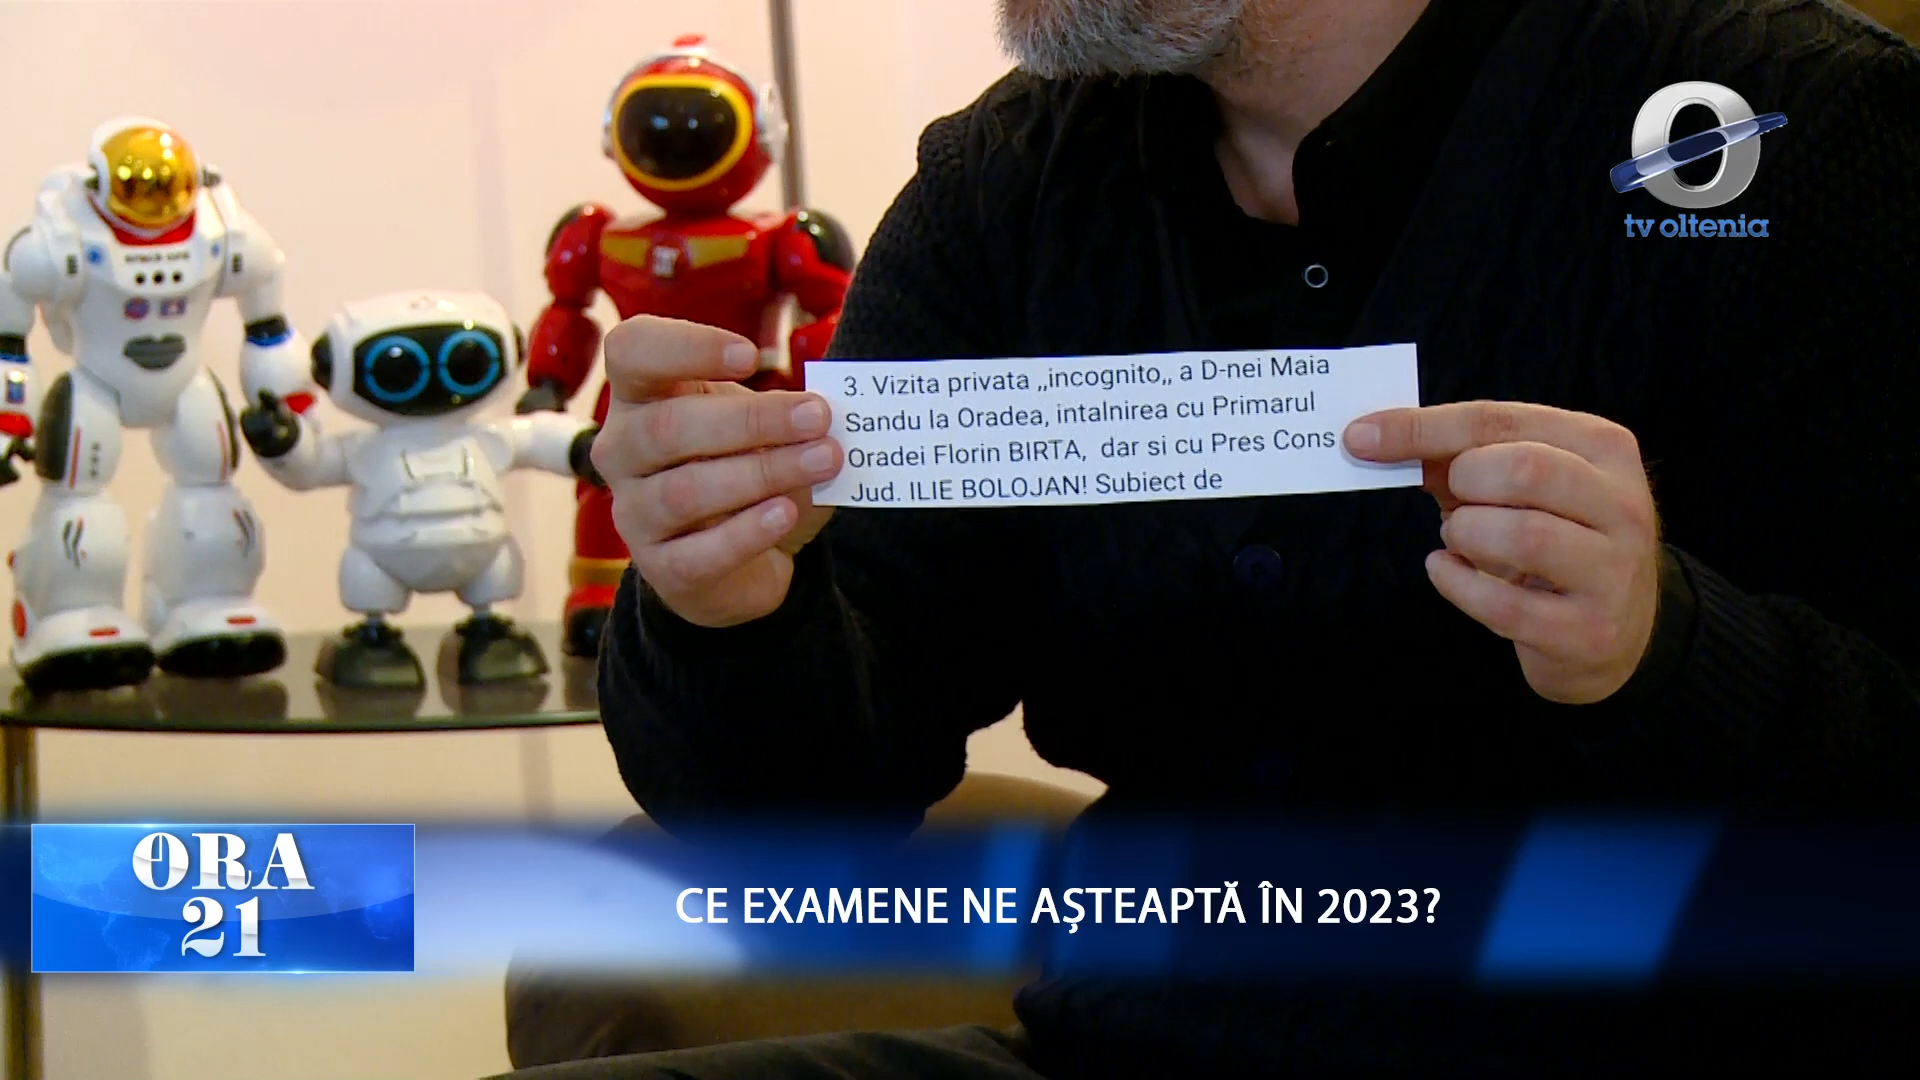 tv oltenia
3. Vizita privata ,,incognito,, a D-nei Maia
Sandu la Oradea, intalnirea cu Primarul
Oradei Florin BIRTA, dar si cu Pres Cons
Jud. ILIE BOLOJAN! Subiect de
ORA
21
CE EXAMENE NE AȘTEAPTĂ ÎN 2023?